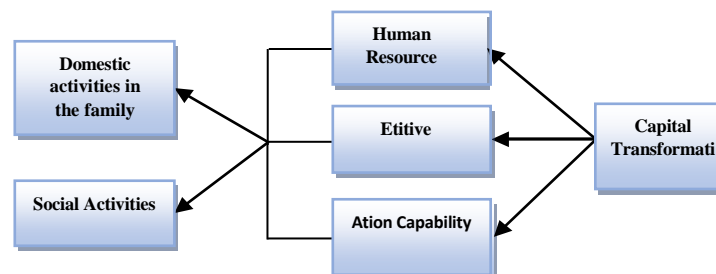 Domestic
activities in
the family
Social Activities
Human
Resource
Etitive
Ation Capability
Capital
Transformati